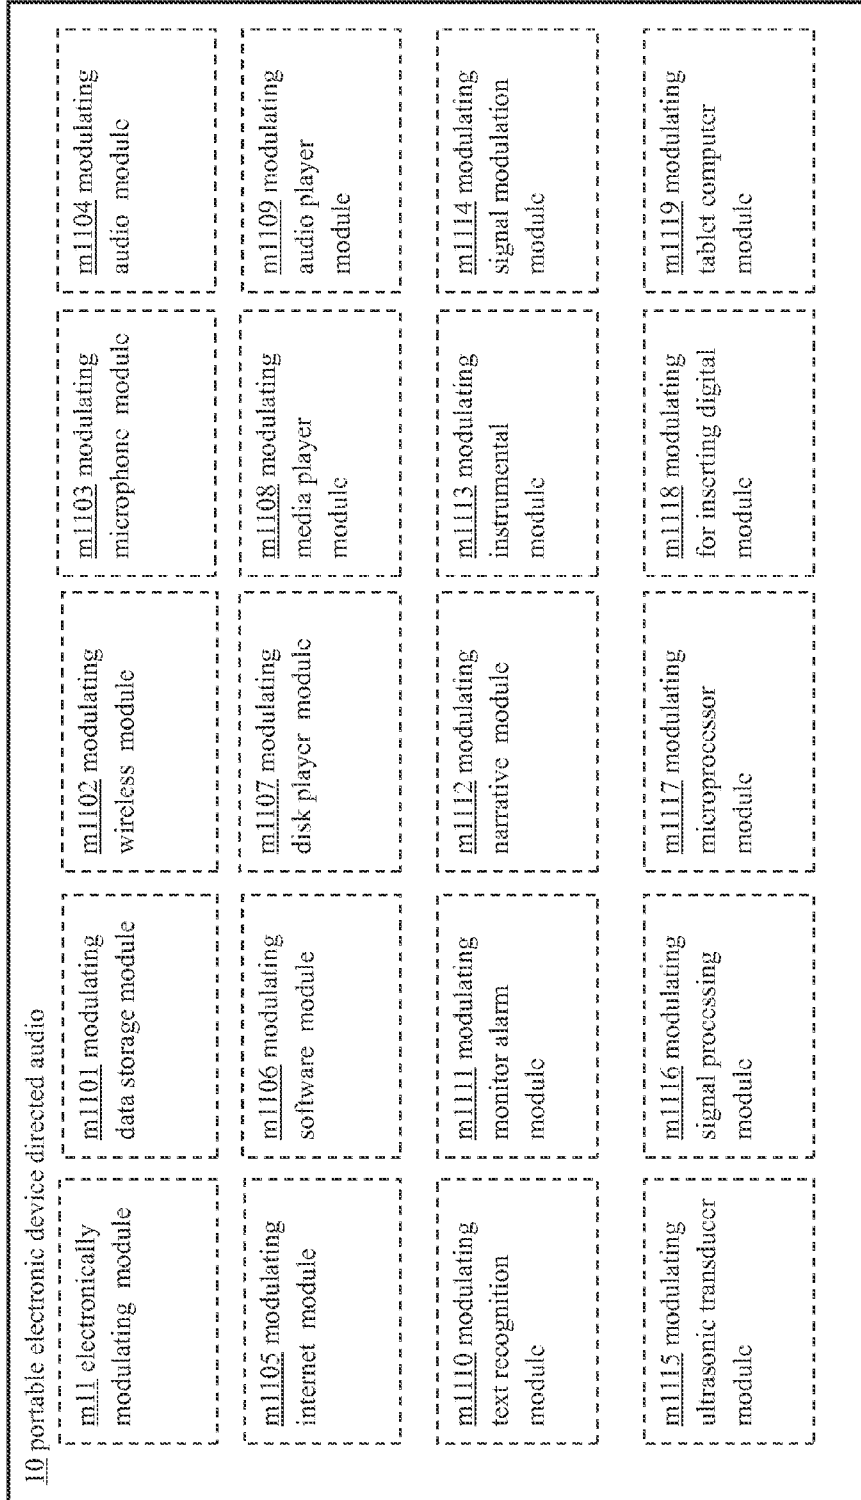 10 portable electronic device directed audio
m11 electronically
modulating module
m1101 modulating
data storage module
m1102 modulating
wireless module
m1103 modulating
microphone module
m1104 modulating
audio module
m1105 modulating
internet module
m1106 modulating
software module
m1107 modulating
disk player module
m1108 modulating
media player
module
m1109 modulating
audio player
module
m1110 modulating
text recognition
module
m1111 modulating
monitor alarm
module
m1112 modulating
narrative module
m1113 modulating
instrumental
module
m1114 modulating
signal modulation
module
m1115 modulating
ultrasonic transducer
module
m1116 modulating
signal processing
module
m1117 modulating
microprocessor
module
m1118 modulating
for inserting digital
module
m1119 modulating
tablet computer
module